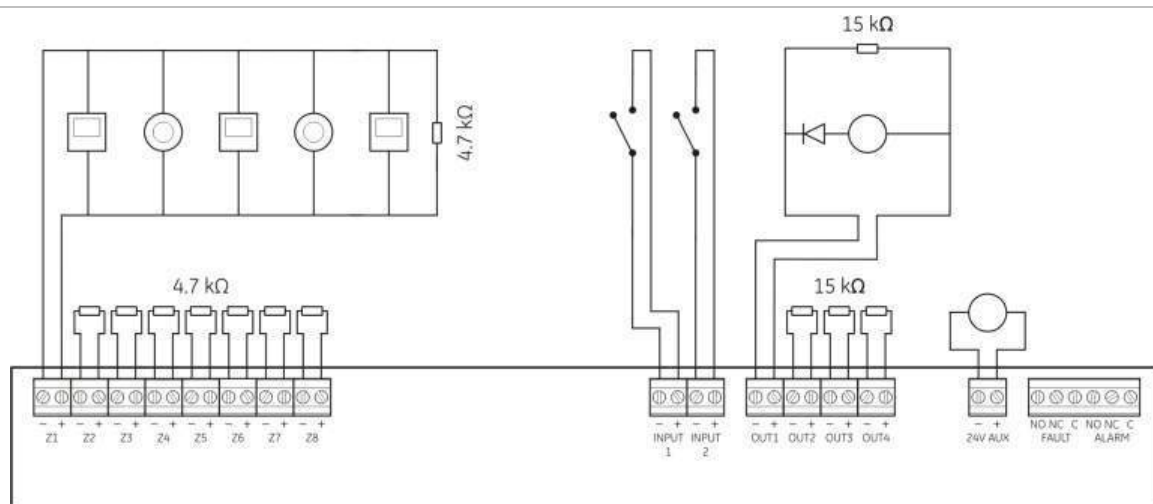 15 kΩ
4.7 kΩ
4.7 kΩ
15 kΩ
- + - + - + - + - + - + - + - +
Z1 Z2 Z3 Z4 Z5 Z6 Z7 Z8
- + - +
INPUT 1 INPUT 2
- + - + - + - +
OUT1 OUT2 OUT3 OUT4
- +
24V AUX
NO NC C NO NC C
FAULT ALARM